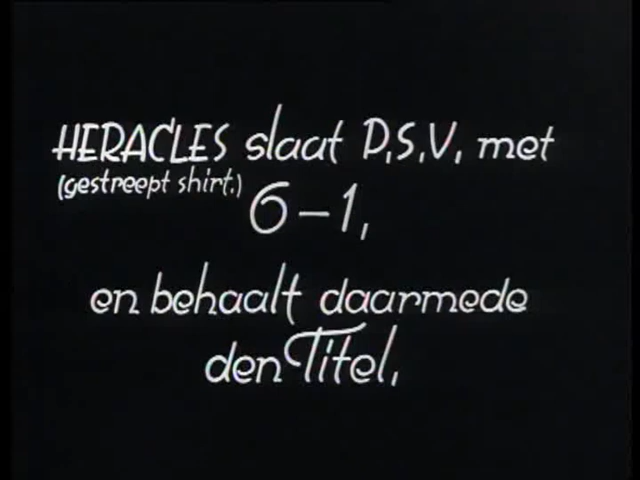 HERACLES slaat P.S.V. met
(gestreept shirt.)
6-1,
en behaalt daarmede
den Titel.